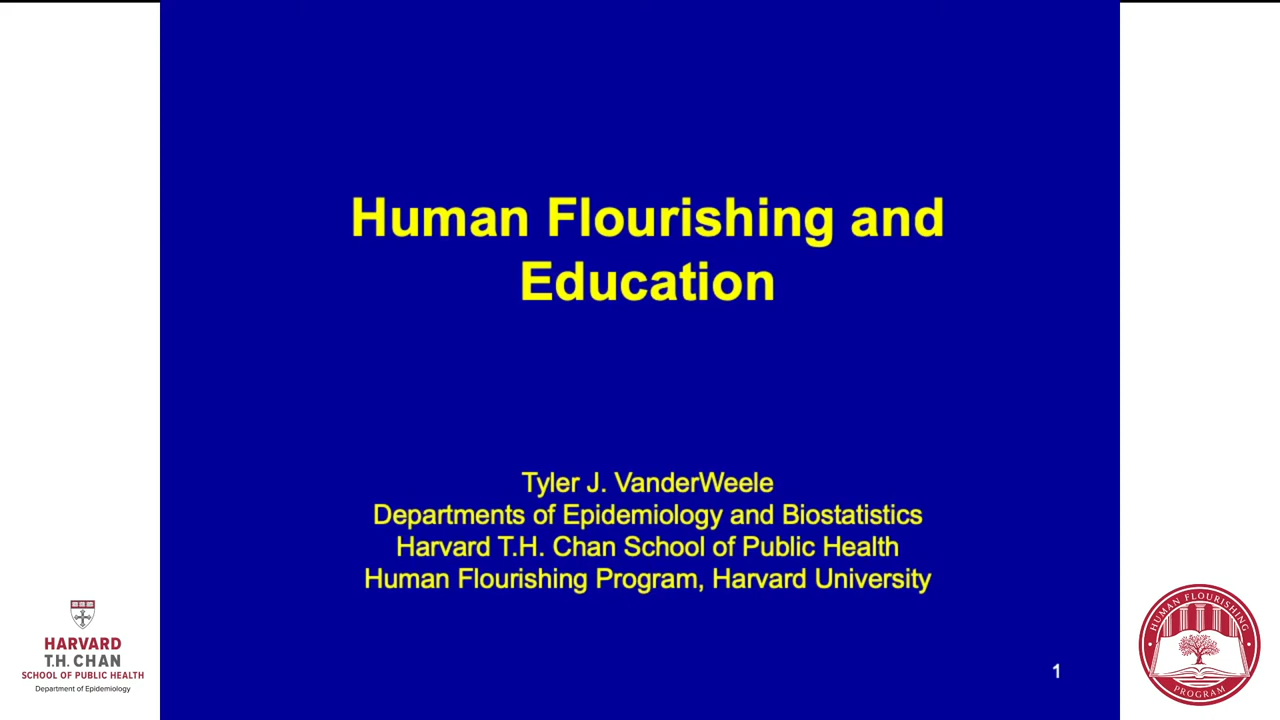 Human Flourishing and
Education
Tyler J. VanderWeele
Departments of Epidemiology and Biostatistics
Harvard T.H. Chan School of Public Health
Human Flourishing Program, Harvard University
HARVARD
T.H. CHAN
SCHOOL OF PUBLIC HEALTH
Department of Epidemiology
1
HUMAN FLOURISHING
PROGRAM